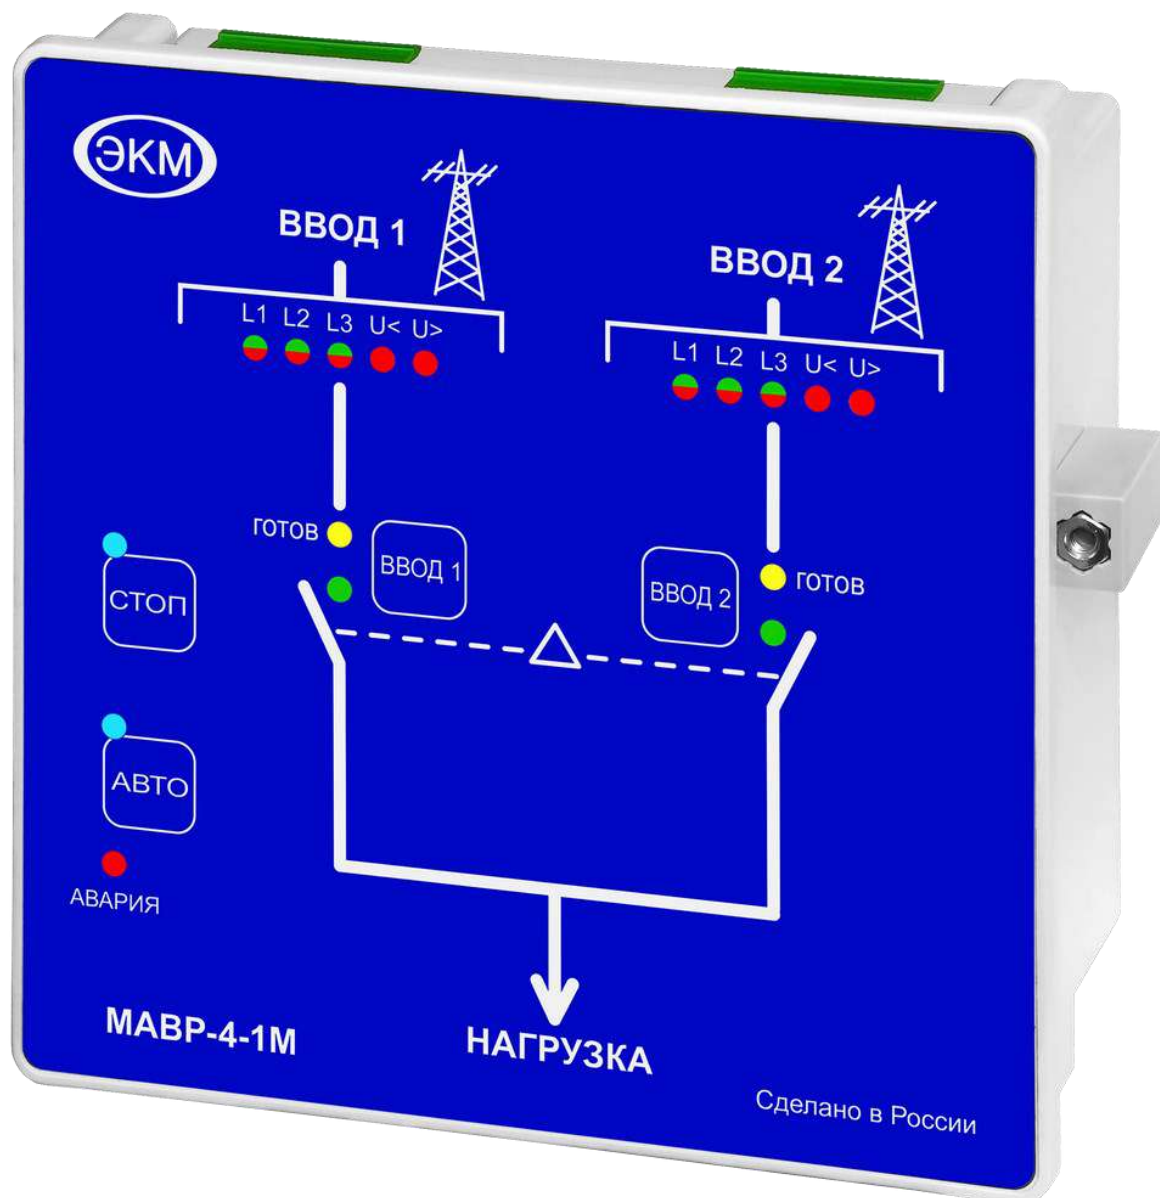 ЭКМ
ВВОД 1
ВВОД 2
L1 L2 L3 U< U>
L1 L2 L3 U< U>
ГОТОВ
ВВОД 1
ВВОД 2
ГОТОВ
СТОП
АВТО
АВАРИЯ
МАВР-4-1М
НАГРУЗКА
Сделано в России